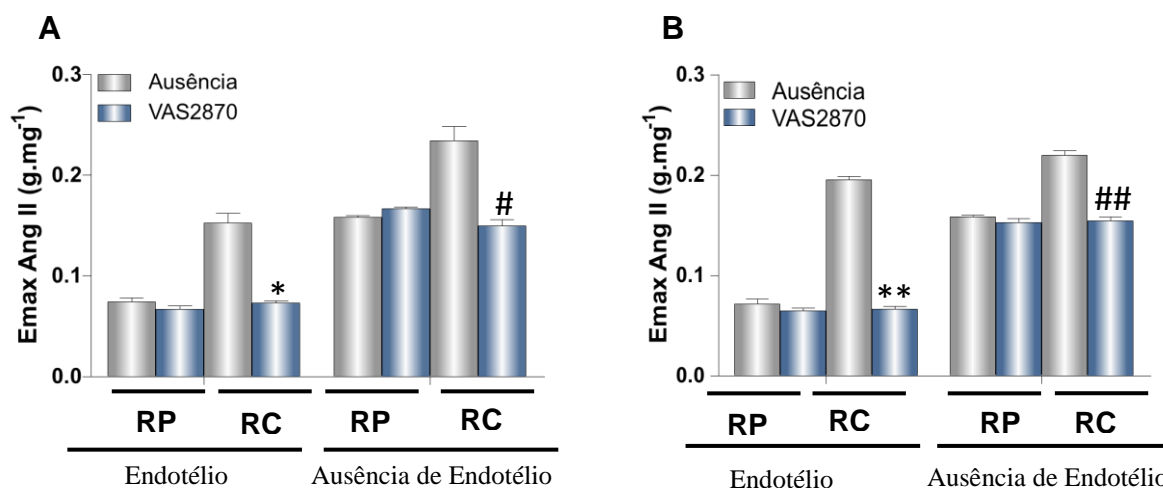 A
Emax Ang II (g.mg⁻¹)
0.3
0.2
0.1
0.0
Ausência
VAS2870
*
#
RP RC RP RC
Endotélio Ausência de Endotélio
B
Emax Ang II (g.mg⁻¹)
0.3
0.2
0.1
0.0
Ausência
VAS2870
**
##
RP RC RP RC
Endotélio Ausência de Endotélio